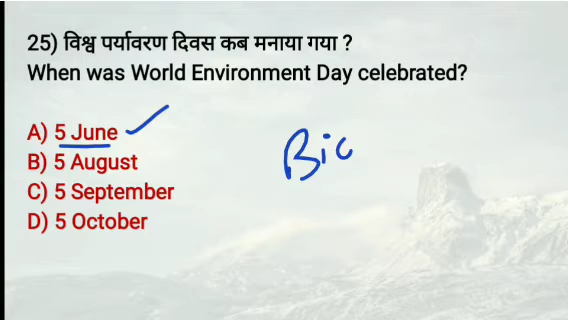 25) विश्व पर्यावरण दिवस कब मनाया गया ?
When was World Environment Day celebrated?
A) 5 June
Bio
B) 5 August
C) 5 September
D) 5 October